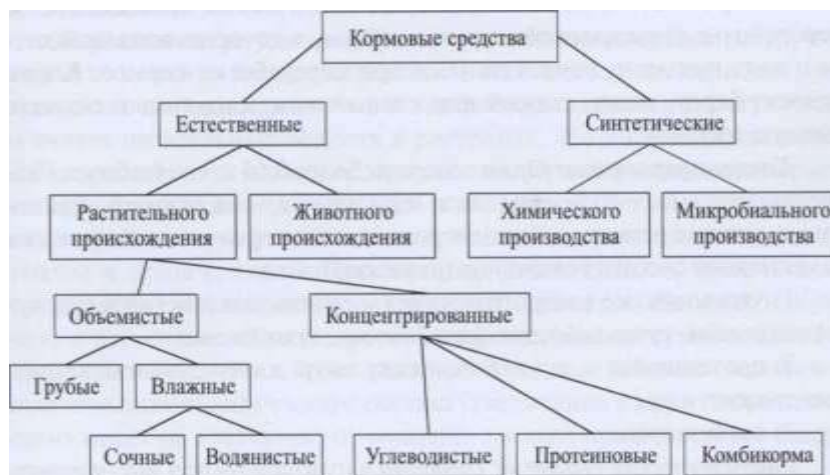 Кормовые средства
Естественные
Синтетические
Растительного
происхождения
Животного
происхождения
Химического
производства
Микробиального
производства
Объемистые
Концентрированные
Грубые
Влажные
Сочные
Водянистые
Углеводистые
Протеиновые
Комбикорма